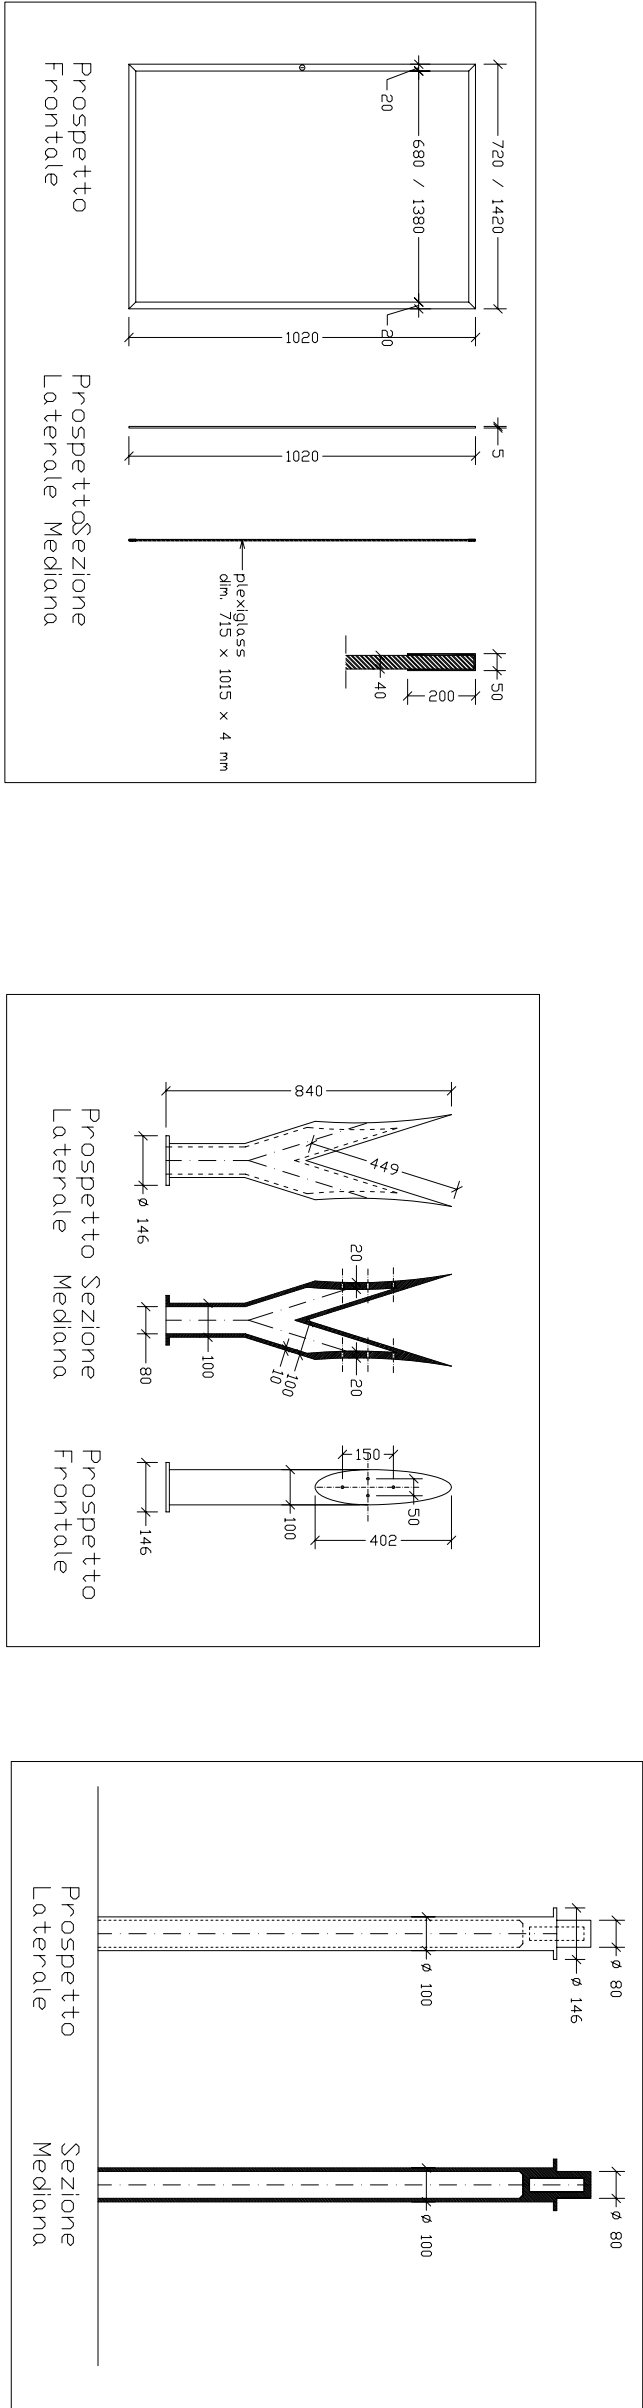 720 / 1420
680 / 1380
20
20
1020
Prospetto
Frontale
5
1020
Prospetto
Laterale
Sezione
Mediana
plexiglass
dim. 715 x 1015 x 4 mm
50
200
40
840
449
ø 146
Prospetto
Laterale
20
20
100
10
100
80
Sezione
Mediana
150
50
402
100
146
Prospetto
Frontale
ø 80
ø 146
ø 100
Prospetto
Laterale
ø 80
ø 100
Sezione
Mediana